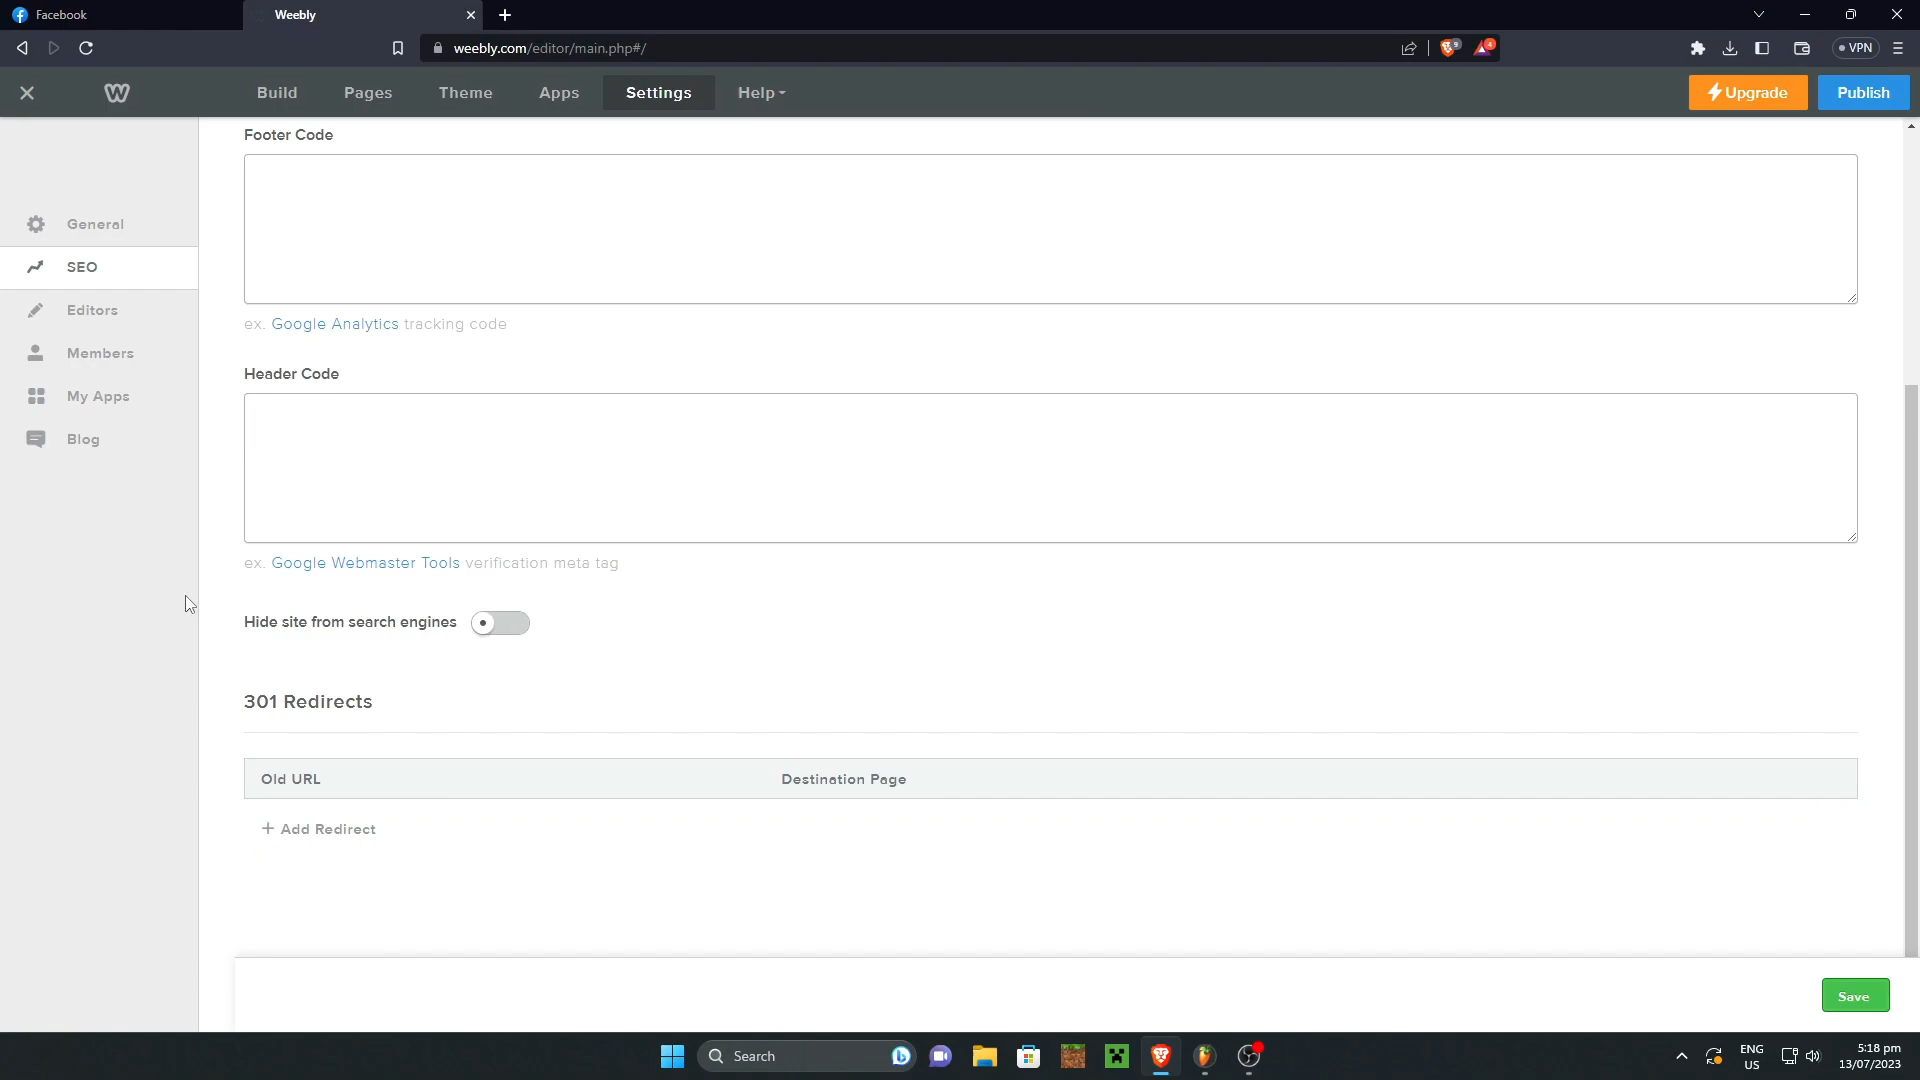 Facebook
Weebly
weebly.com/editor/main.php#/
VPN
Build
Pages
Theme
Apps
Settings
Help
Upgrade
Publish
General
SEO
Editors
Members
My Apps
Blog
Footer Code
ex. Google Analytics tracking code
Header Code
ex. Google Webmaster Tools verification meta tag
Hide site from search engines
301 Redirects
Old URL
Destination Page
+ Add Redirect
Save
Search
ENG
US
5:18 pm
13/07/2023